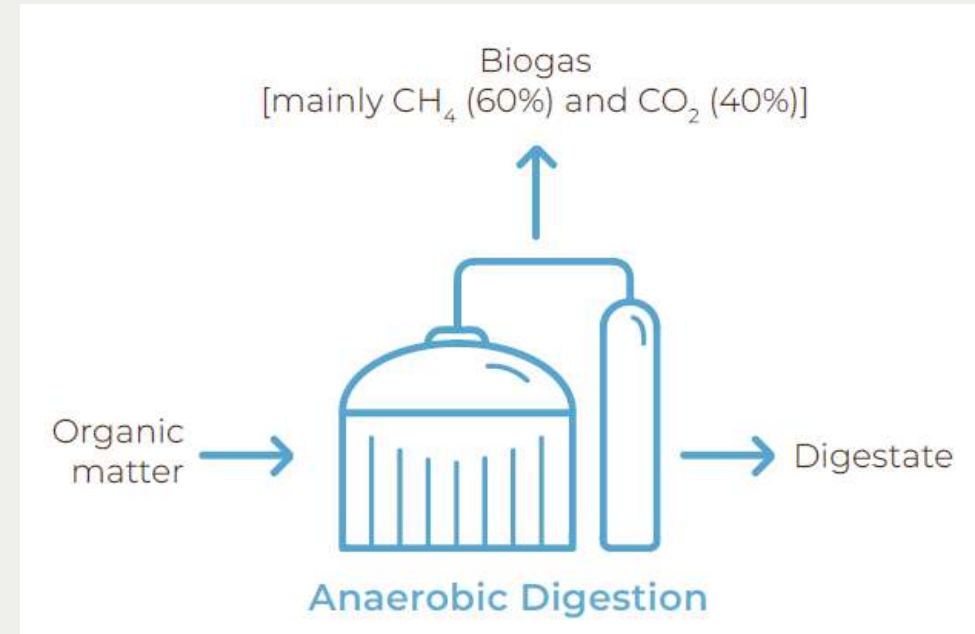 Biogas
[mainly CH₄ (60%) and CO₂ (40%)]
Organic
matter
Digestate
Anaerobic Digestion